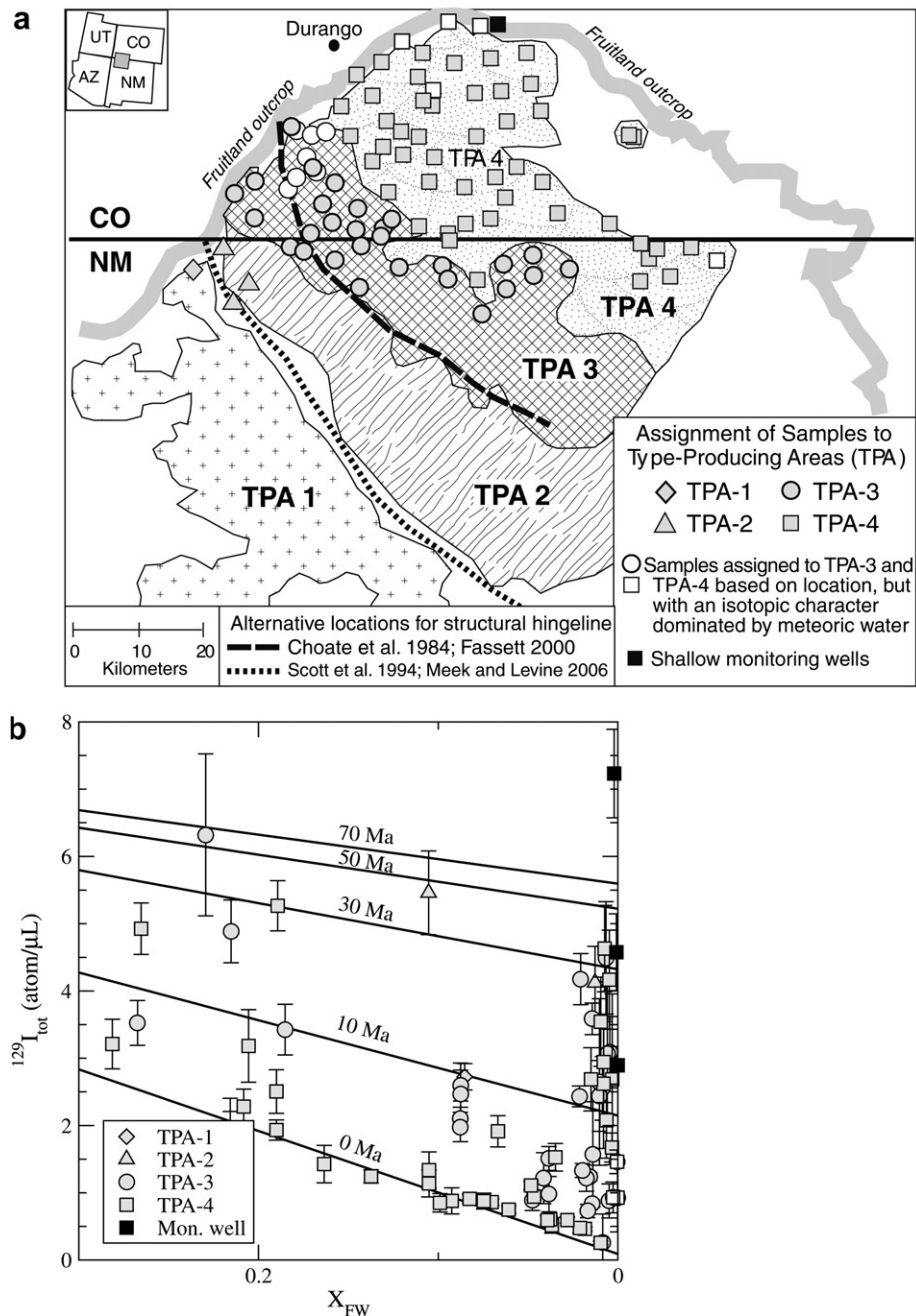 a
UT
CO
AZ
NM
Durango
Fruitland outcrop
Fruitland outcrop
TPA 4
CO
NM
TPA 4
TPA 3
TPA 2
TPA 1
Assignment of Samples to
Type-Producing Areas (TPA)
TPA-1
TPA-3
TPA-2
TPA-4
Samples assigned to TPA-3 and
TPA-4 based on location, but
with an isotopic character
dominated by meteoric water
Shallow monitoring wells
0 10 20
Kilometers
Alternative locations for structural hingeline
Choate et al. 1984; Fassett 2000
Scott et al. 1994; Meek and Levine 2006
b
8
6
4
2
0
129Itot (atom/μL)
70 Ma
50 Ma
30 Ma
10 Ma
0 Ma
TPA-1
TPA-2
TPA-3
TPA-4
Mon. well
0.2
0
XFW